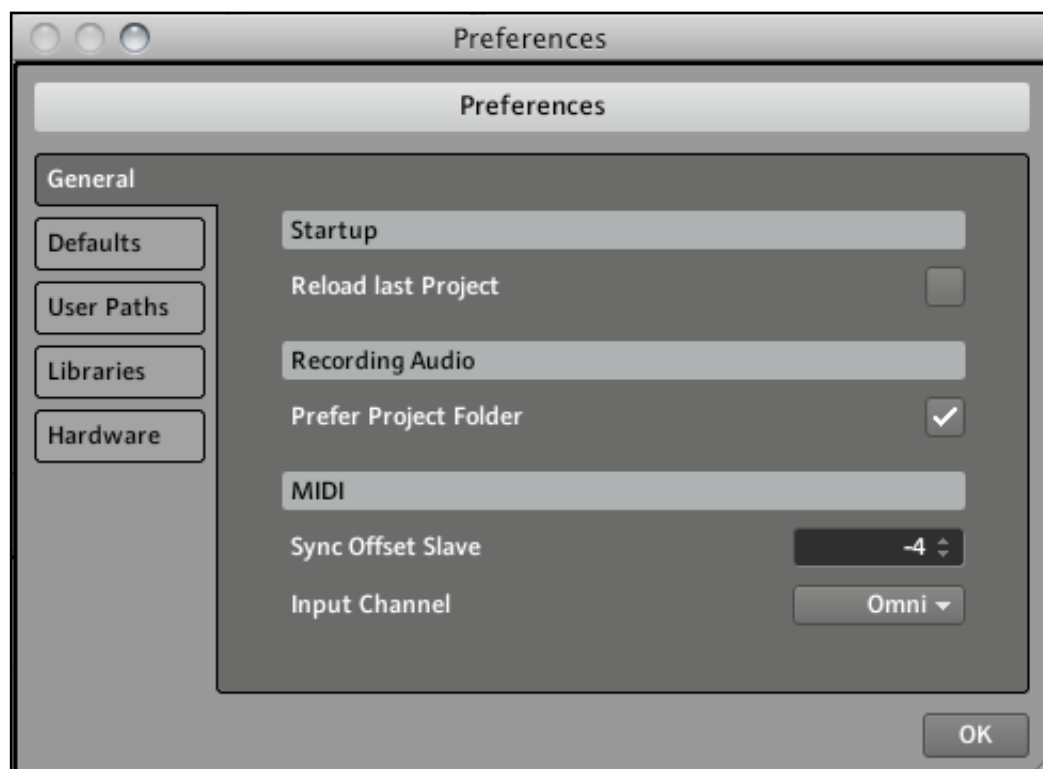 Preferences
Preferences
General
Defaults
User Paths
Libraries
Hardware
Startup
Reload last Project
Recording Audio
Prefer Project Folder
MIDI
Sync Offset Slave -4
Input Channel Omni
OK